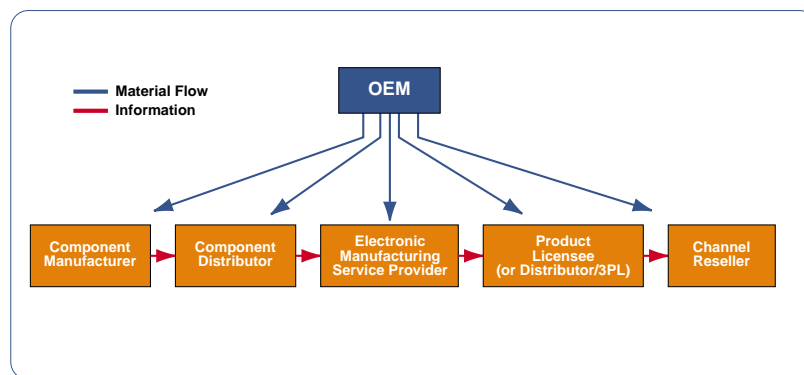 OEM
Material Flow
Information
Component
Manufacturer
Component
Distributor
Electronic
Manufacturing
Service Provider
Product
Licensee
(or Distributor/3PL)
Channel
Reseller